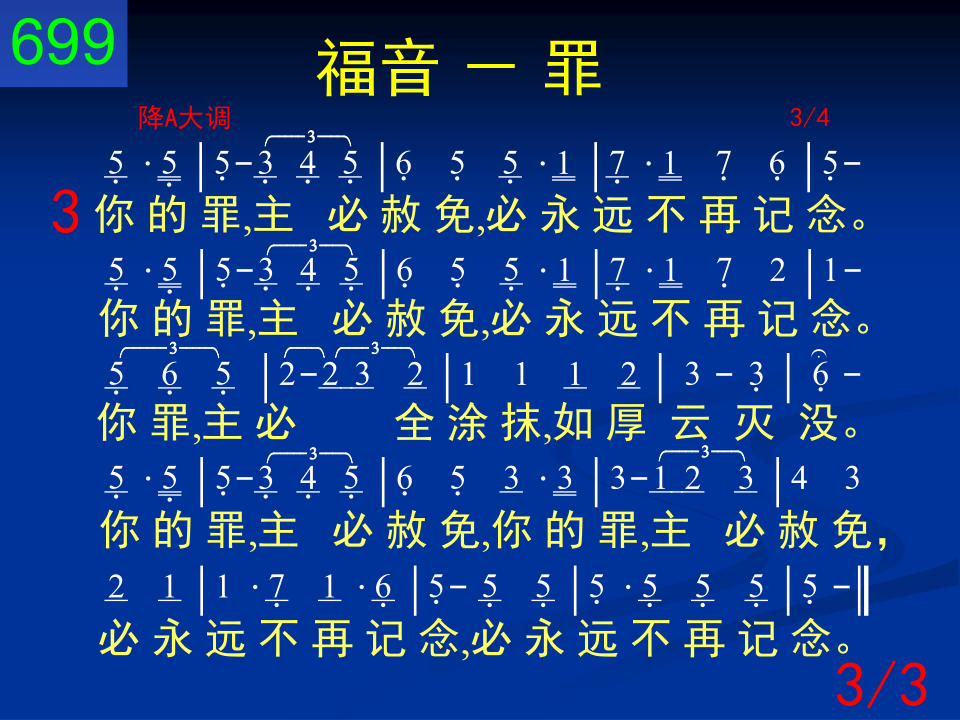 699
福音 － 罪
降A大调 3/4
5 · 5 | 5 - 3 4 5 | 6 5 5 · 1 | 7 · 1 7 6 | 5 -
3 你的罪,主 必赦免,必永远不再记念。
5 · 5 | 5 - 3 4 5 | 6 5 5 · 1 | 7 · 1 7 2 | 1 -
你的罪,主 必赦免,必永远不再记念。
5 6 5 | 2 - 2 3 2 | 1 1 1 2 | 3 - 3 | 6 -
你罪,主必 全涂抹,如厚云灭没。
5 · 5 | 5 - 3 4 5 | 6 5 3 · 3 | 3 - 1 2 3 | 4 3
你的罪,主 必赦免,你的罪,主 必赦免，
2 1 | 1 · 7 1 · 6 | 5 - 5 5 | 5 · 5 5 5 | 5 - ‖
必永远不再记念,必永远不再记念。
3/3